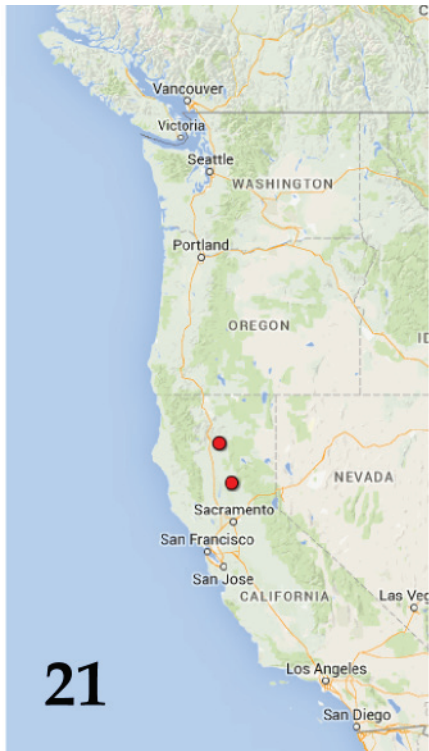 C
Vancouver
Victoria
Seattle
WASHINGTON
Portland
OREGON
ID
NEVADA
Sacramento
San Francisco
San Jose
CALIFORNIA
Las Veg
Los Angeles
21
San Diego